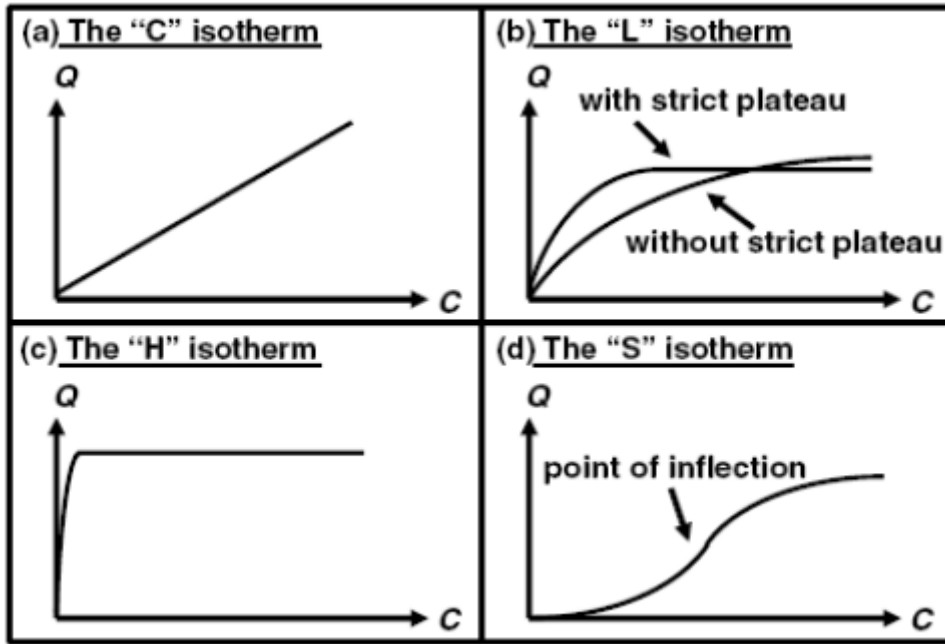 (a) The “C” isotherm
Q
C
(b) The “L” isotherm
Q
with strict plateau
without strict plateau
C
(c) The “H” isotherm
Q
C
(d) The “S” isotherm
Q
point of inflection
C